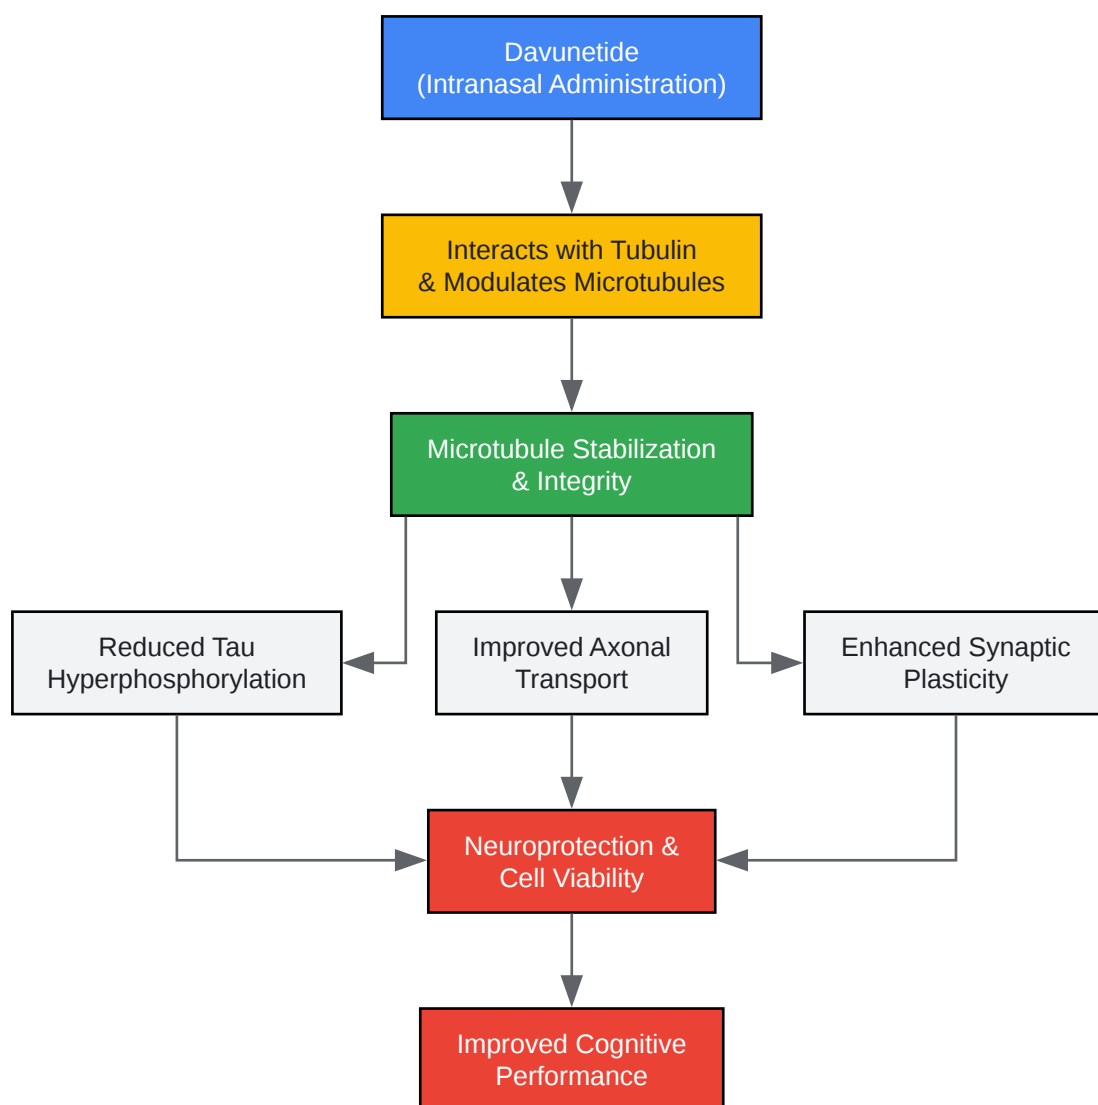 Davunetide
(Intranasal Administration)
Interacts with Tubulin
& Modulates Microtubules
Microtubule Stabilization
& Integrity
Reduced Tau
Hyperphosphorylation
Improved Axonal
Transport
Enhanced Synaptic
Plasticity
Neuroprotection &
Cell Viability
Improved Cognitive
Performance